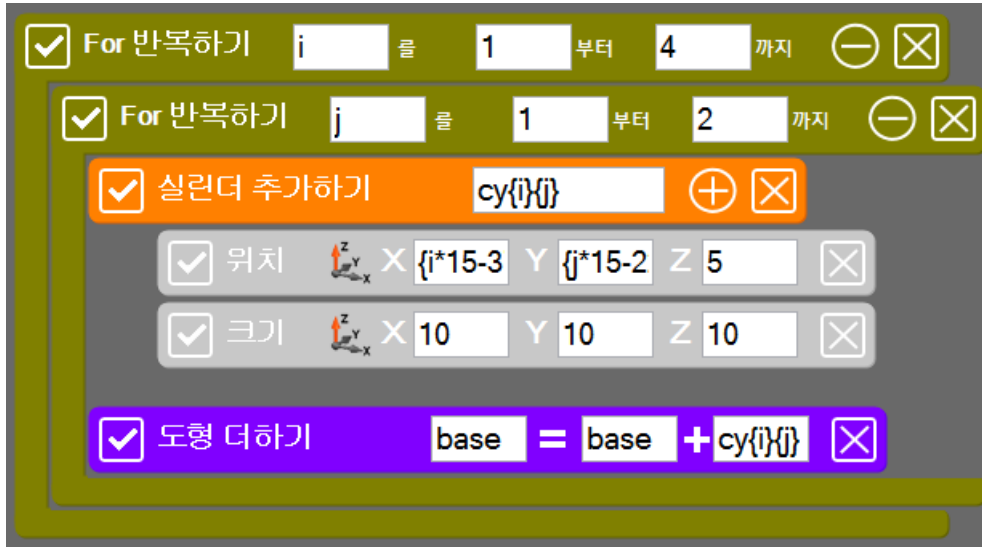 For 반복하기 i 를 1 부터 4 까지
For 반복하기 j 를 1 부터 2 까지
실린더 추가하기 cy{i}{j}
위치 Z Y X X {i*15-3 Y {j*15-2 Z 5
크기 Z Y X X 10 Y 10 Z 10
도형 더하기 base = base + cy{i}{j}